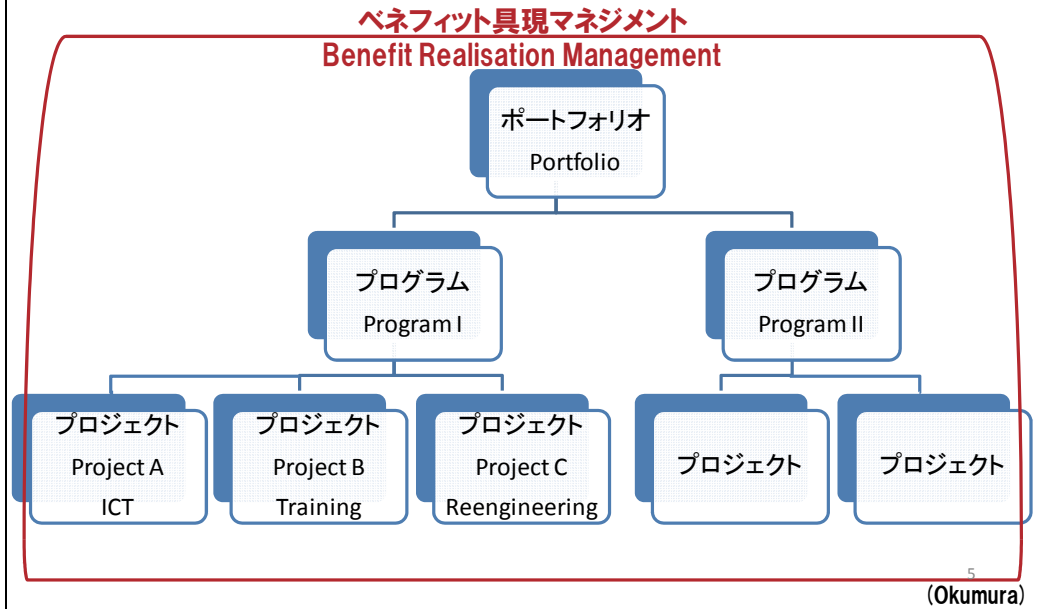 ベネフィット具現マネジメント
Benefit Realisation Management
ポートフォリオ
Portfolio
プログラム
Program I
プログラム
Program II
プロジェクト
Project A
ICT
プロジェクト
Project B
Training
プロジェクト
Project C
Reengineering
プロジェクト
プロジェクト
5
(Okumura)